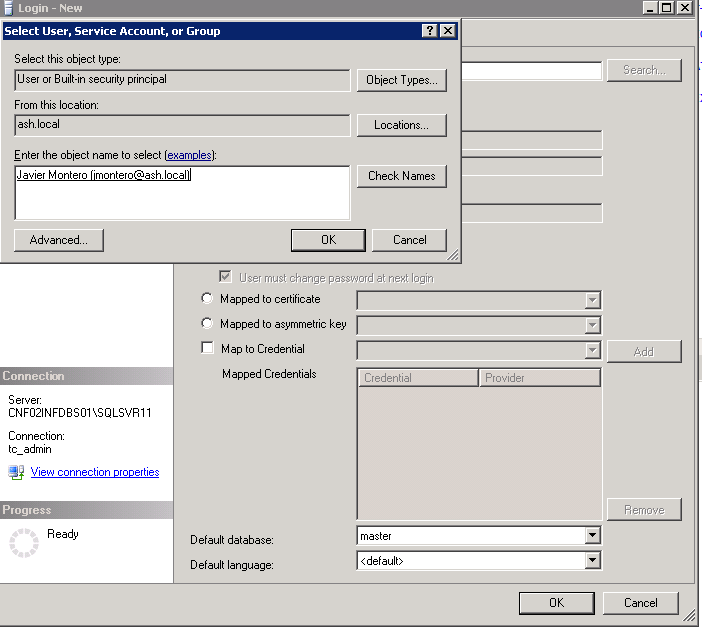 Login - New
Select User, Service Account, or Group
Select this object type:
User or Built-in security principal
Object Types...
From this location:
ash.local
Locations...
Enter the object name to select (examples):
Javier Montero (jmontero@ash.local)
Check Names
Advanced...
OK
Cancel
Search...
User must change password at next login
Mapped to certificate
Mapped to asymmetric key
Map to Credential
Add
Mapped Credentials
Credential
Provider
Remove
Default database:
master
Default language:
<default>
Connection
Server:
CNF02INFDBS01\SQLSVR11
Connection:
tc_admin
View connection properties
Progress
Ready
OK
Cancel